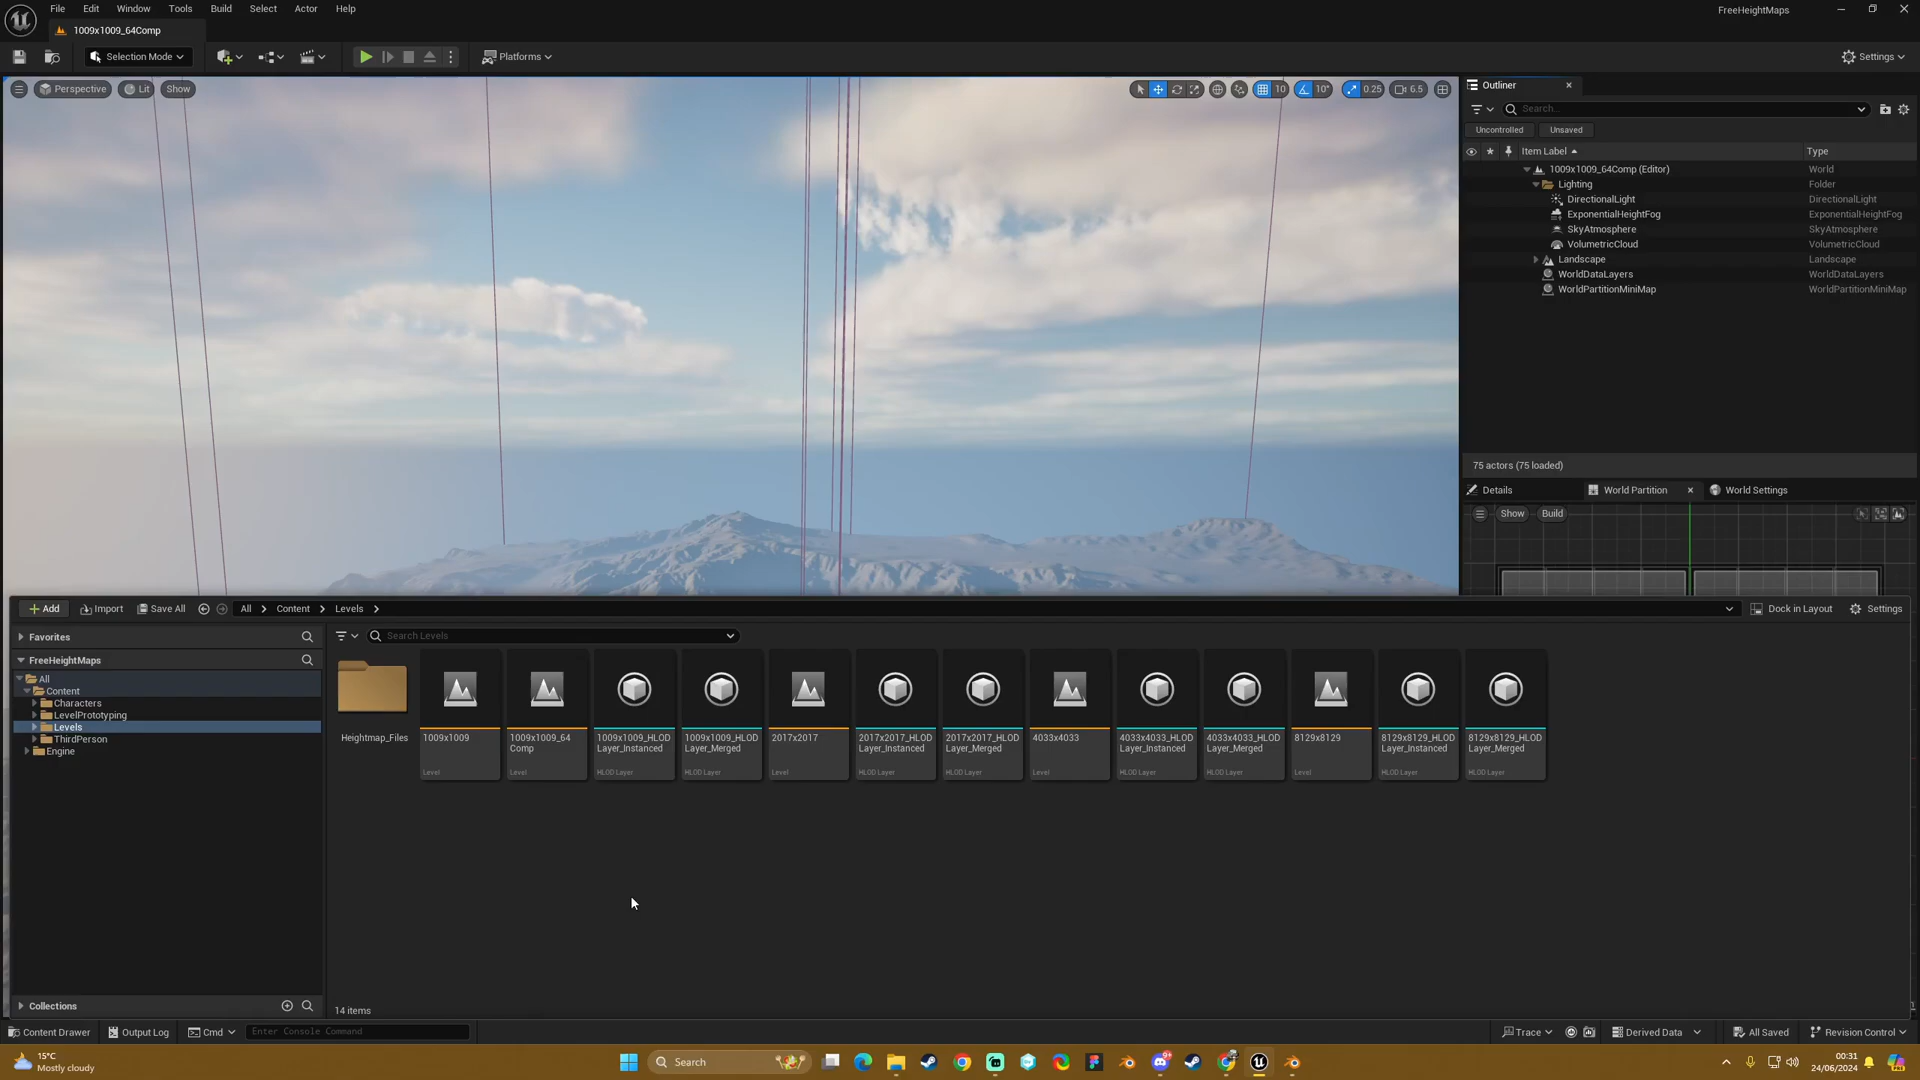 File Edit Window Tools Build Select Actor Help
FreeHeightMaps
1009x1009_64Comp
Selection Mode
Platforms
Settings
Perspective Lit Show
10 10° 0.25 6.5
Outliner
Search...
Uncontrolled Unsaved
Item Label Type
1009x1009_64Comp (Editor) World
Lighting Folder
DirectionalLight DirectionalLight
ExponentialHeightFog ExponentialHeightFog
SkyAtmosphere SkyAtmosphere
VolumetricCloud VolumetricCloud
Landscape Landscape
WorldDataLayers WorldDataLayers
WorldPartitionMiniMap WorldPartitionMiniMap
75 actors (75 loaded)
Details World Partition World Settings
Show Build
Add Import Save All All Content Levels
Dock in Layout Settings
Favorites
FreeHeightMaps
All
Content
Characters
LevelPrototyping
Levels
ThirdPerson
Engine
Collections
Search Levels
Heightmap_Files
1009x1009
Level
1009x1009_64
Comp
Level
1009x1009_HLOD
Layer_Instanced
HLOD Layer
1009x1009_HLOD
Layer_Merged
HLOD Layer
2017x2017
Level
2017x2017_HLOD
Layer_Instanced
HLOD Layer
2017x2017_HLOD
Layer_Merged
HLOD Layer
4033x4033
Level
4033x4033_HLOD
Layer_Instanced
HLOD Layer
4033x4033_HLOD
Layer_Merged
HLOD Layer
8129x8129
Level
8129x8129_HLOD
Layer_Instanced
HLOD Layer
8129x8129_HLOD
Layer_Merged
HLOD Layer
14 items
Content Drawer Output Log Cmd Enter Console Command
Trace Derived Data All Saved Revision Control
15°C
Mostly cloudy
Search
00:31
24/06/2024